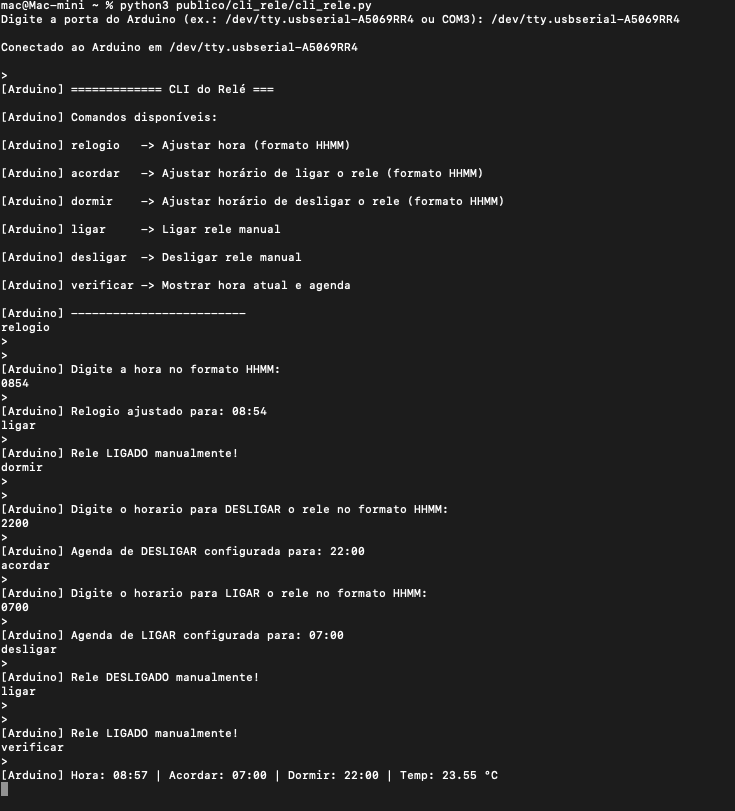 mac@Mac-mini ~ % python3 publico/cli_rele/cli_rele.py
Digite a porta do Arduino (ex.: /dev/tty.usbserial-A5069RR4 ou COM3): /dev/tty.usbserial-A5069RR4
Conectado ao Arduino em /dev/tty.usbserial-A5069RR4
>
[Arduino] ============= CLI do Relé ===
[Arduino] Comandos disponíveis:
[Arduino] relogio   -> Ajustar hora (formato HHMM)
[Arduino] acordar   -> Ajustar horário de ligar o rele (formato HHMM)
[Arduino] dormir    -> Ajustar horário de desligar o rele (formato HHMM)
[Arduino] ligar     -> Ligar rele manual
[Arduino] desligar  -> Desligar rele manual
[Arduino] verificar -> Mostrar hora atual e agenda
[Arduino] -------------------------
relogio
>
>
[Arduino] Digite a hora no formato HHMM:
0854
>
[Arduino] Relogio ajustado para: 08:54
ligar
>
[Arduino] Rele LIGADO manualmente!
dormir
>
>
[Arduino] Digite o horario para DESLIGAR o rele no formato HHMM:
2200
>
[Arduino] Agenda de DESLIGAR configurada para: 22:00
acordar
>
[Arduino] Digite o horario para LIGAR o rele no formato HHMM:
0700
>
[Arduino] Agenda de LIGAR configurada para: 07:00
desligar
>
[Arduino] Rele DESLIGADO manualmente!
ligar
>
>
[Arduino] Rele LIGADO manualmente!
verificar
>
[Arduino] Hora: 08:57 | Acordar: 07:00 | Dormir: 22:00 | Temp: 23.55 °C